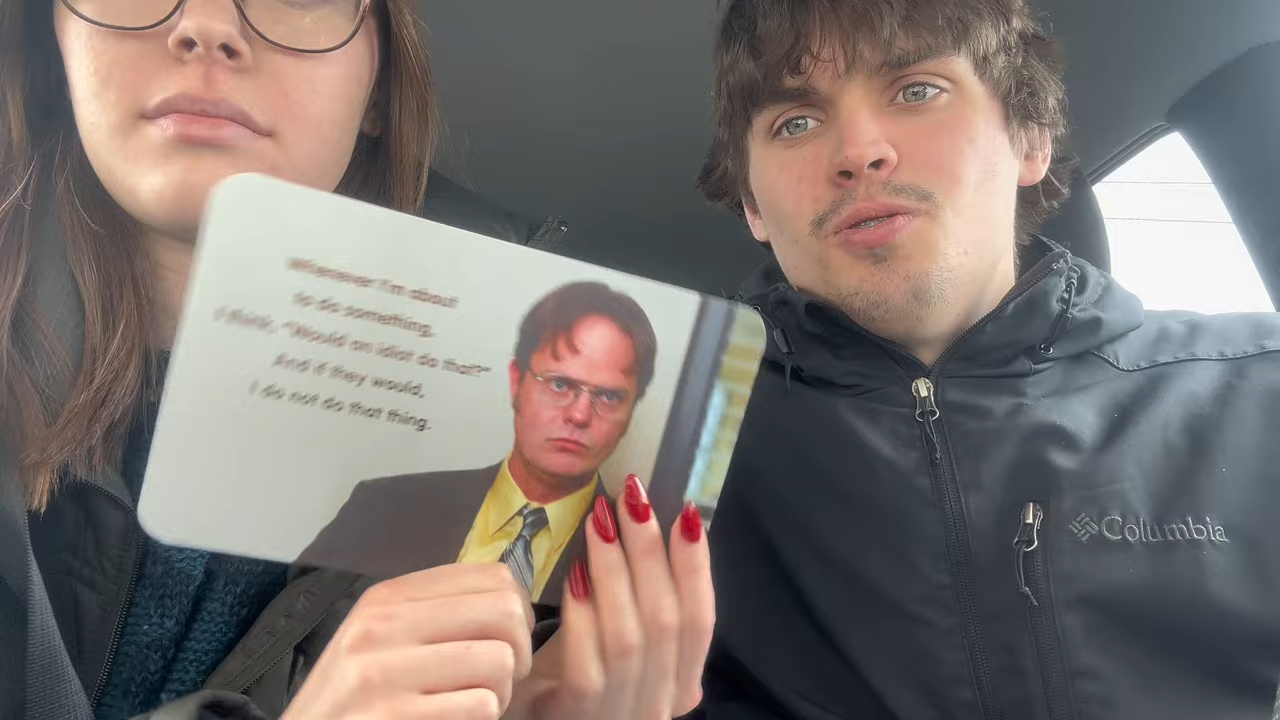 Whenever I'm about
to do something,
I think, "Would an idiot do that?"
And if they would,
I do not do that thing.
Columbia